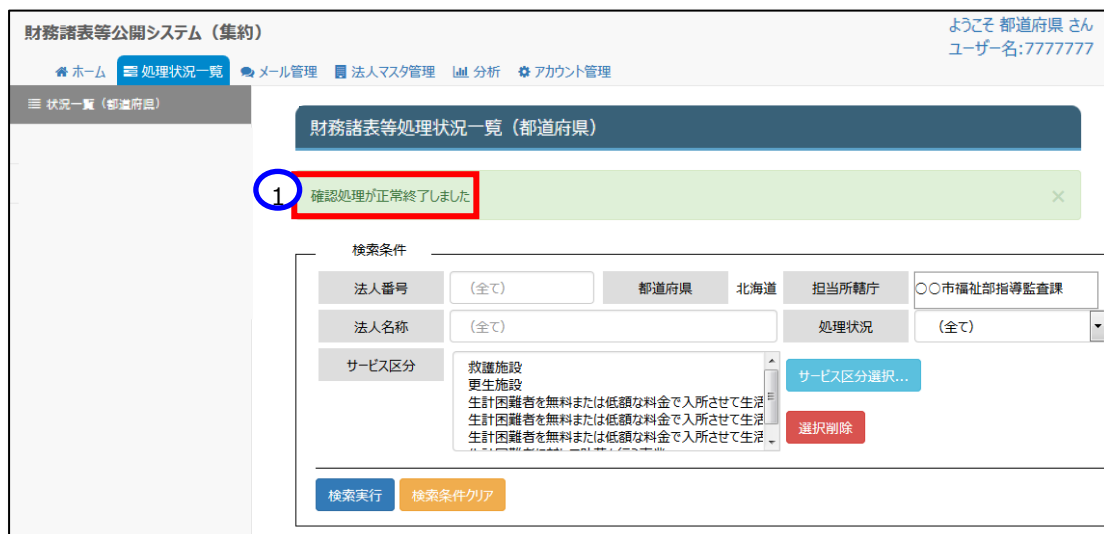 財務諸表等公開システム（集約）
ようこそ 都道府県 さん
ユーザー名:7777777
ホーム 処理状況一覧 メール管理 法人マスタ管理 分析 アカウント管理
状況一覧（都道府県）
財務諸表等処理状況一覧（都道府県）
1 確認処理が正常終了しました ×
検索条件
法人番号 （全て） 都道府県 北海道 担当所轄庁 ○○市福祉部指導監査課
法人名称 （全て） 処理状況 （全て）
サービス区分
救護施設
更生施設
生計困難者を無料または低額な料金で入所させて生活
生計困難者を無料または低額な料金で入所させて生活
生計困難者を無料または低額な料金で入所させて生活
サービス区分選択...
選択削除
検索実行 検索条件クリア